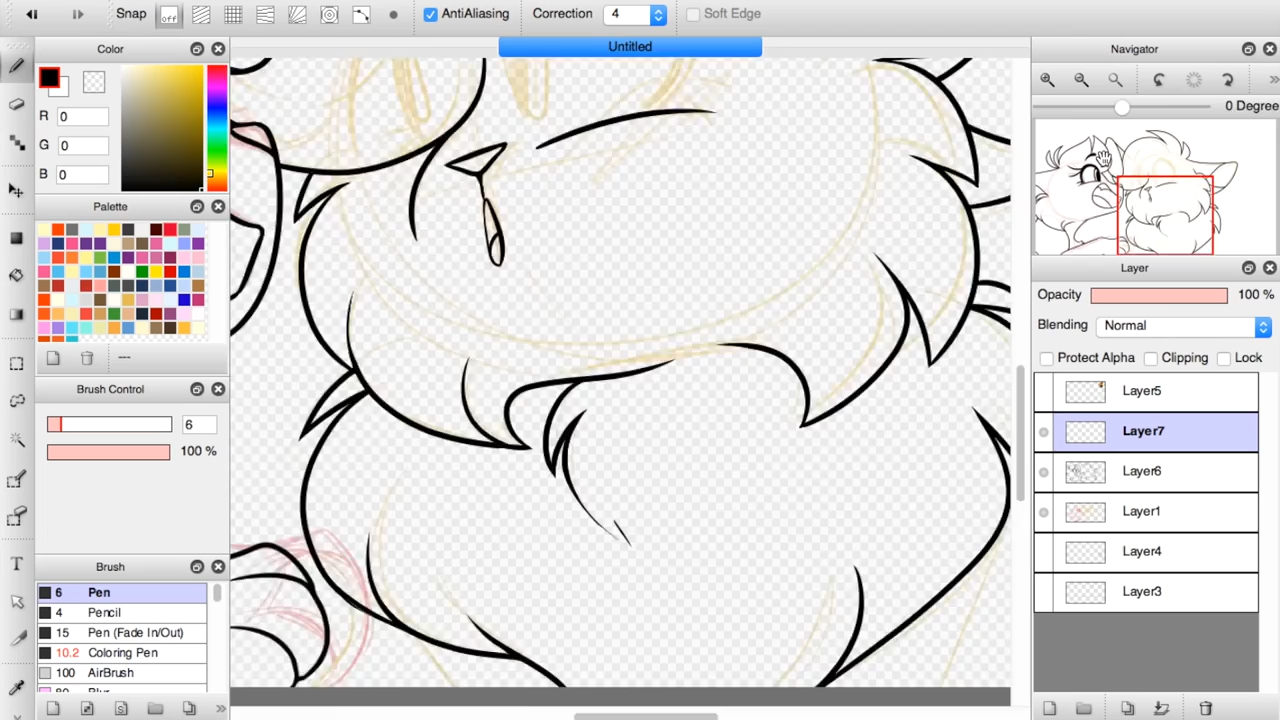 Snap off AntiAliasing Correction 4 Soft Edge
Untitled
Color
R 0
G 0
B 0
Palette
---
Brush Control
6
100 %
Brush
6 Pen
4 Pencil
15 Pen (Fade In/Out)
10.2 Coloring Pen
100 AirBrush
Navigator
0 Degree
Layer
Opacity 100 %
Blending Normal
Protect Alpha Clipping Lock
Layer5
Layer7
Layer6
Layer1
Layer4
Layer3